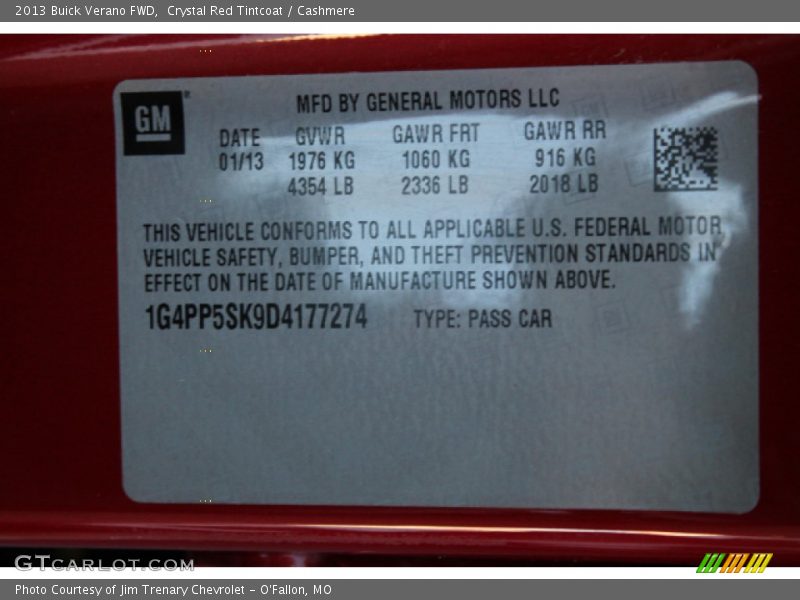 2013 Buick Verano FWD,  Crystal Red Tintcoat / Cashmere
GM
MFD BY GENERAL MOTORS LLC
DATE GVWR GAWR FRT GAWR RR
01/13 1976 KG 1060 KG 916 KG
4354 LB 2336 LB 2018 LB
THIS VEHICLE CONFORMS TO ALL APPLICABLE U.S. FEDERAL MOTOR
VEHICLE SAFETY, BUMPER, AND THEFT PREVENTION STANDARDS IN
EFFECT ON THE DATE OF MANUFACTURE SHOWN ABOVE.
1G4PP5SK9D4177274 TYPE: PASS CAR
GTCARLOT.COM
Photo Courtesy of Jim Trenary Chevrolet - O'Fallon, MO